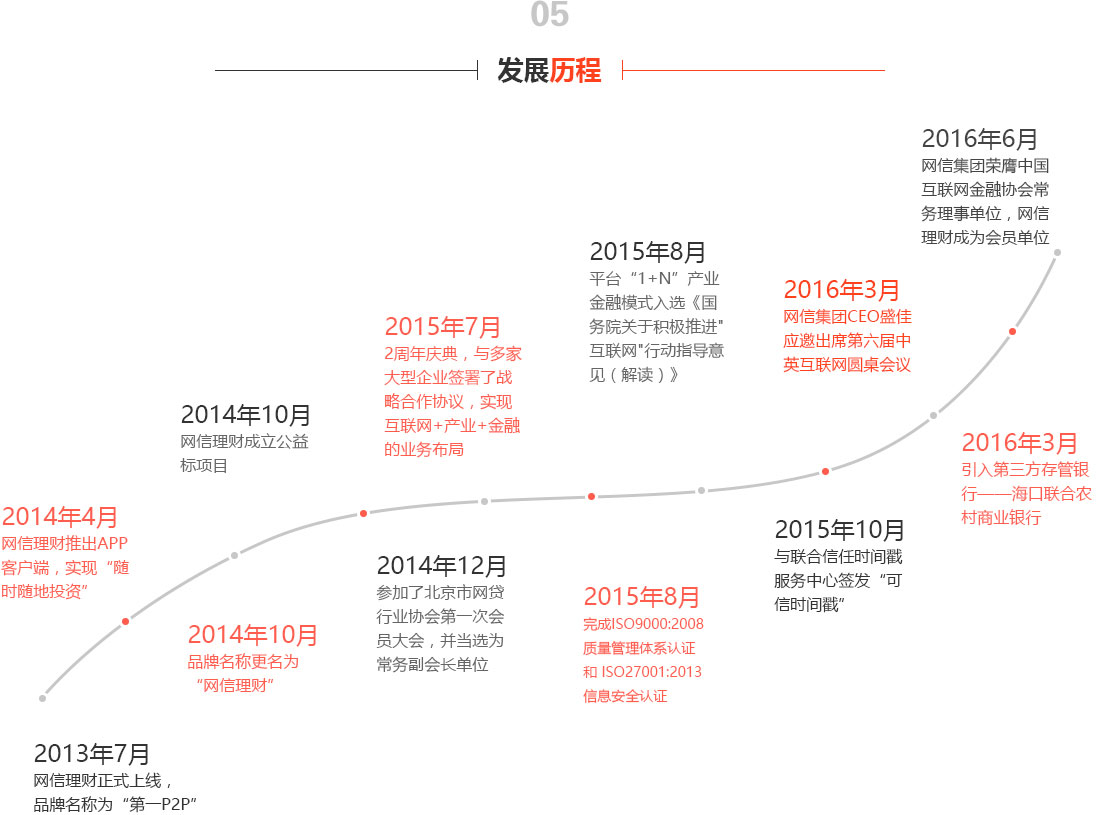 05
发展历程
2016年6月
网信集团荣膺中国
互联网金融协会常
务理事单位，网信
理财成为会员单位
2015年8月
平台“1+N”产业
金融模式入选《国
务院关于积极推进"
互联网"行动指导意
见（解读）》
2016年3月
网信集团CEO盛佳
应邀出席第六届中
英互联网圆桌会议
2015年7月
2周年庆典，与多家
大型企业签署了战
略合作协议，实现
互联网+产业+金融
的业务布局
2014年10月
网信理财成立公益
标项目
2016年3月
引入第三方存管银
行——海口联合农
村商业银行
2014年4月
网信理财推出APP
客户端，实现“随
时随地投资”
2015年10月
与联合信任时间戳
服务中心签发“可
信时间戳”
2014年12月
参加了北京市网贷
行业协会第一次会
员大会，并当选为
常务副会长单位
2015年8月
完成ISO9000:2008
质量管理体系认证
和 ISO27001:2013
信息安全认证
2014年10月
品牌名称更名为
“网信理财”
2013年7月
网信理财正式上线，
品牌名称为“第一P2P”